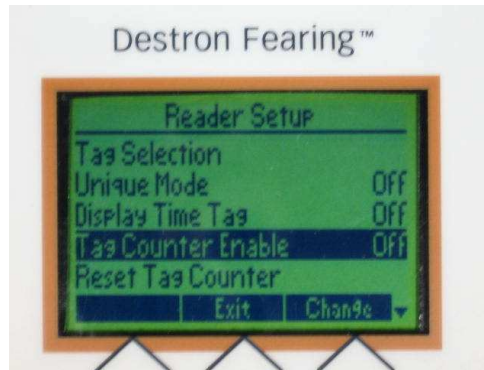 Destron Fearing™
Reader Setup
Tag Selection
Unique Mode Off
Display Time Tag Off
Tag Counter Enable Off
Reset Tag Counter
Exit Change